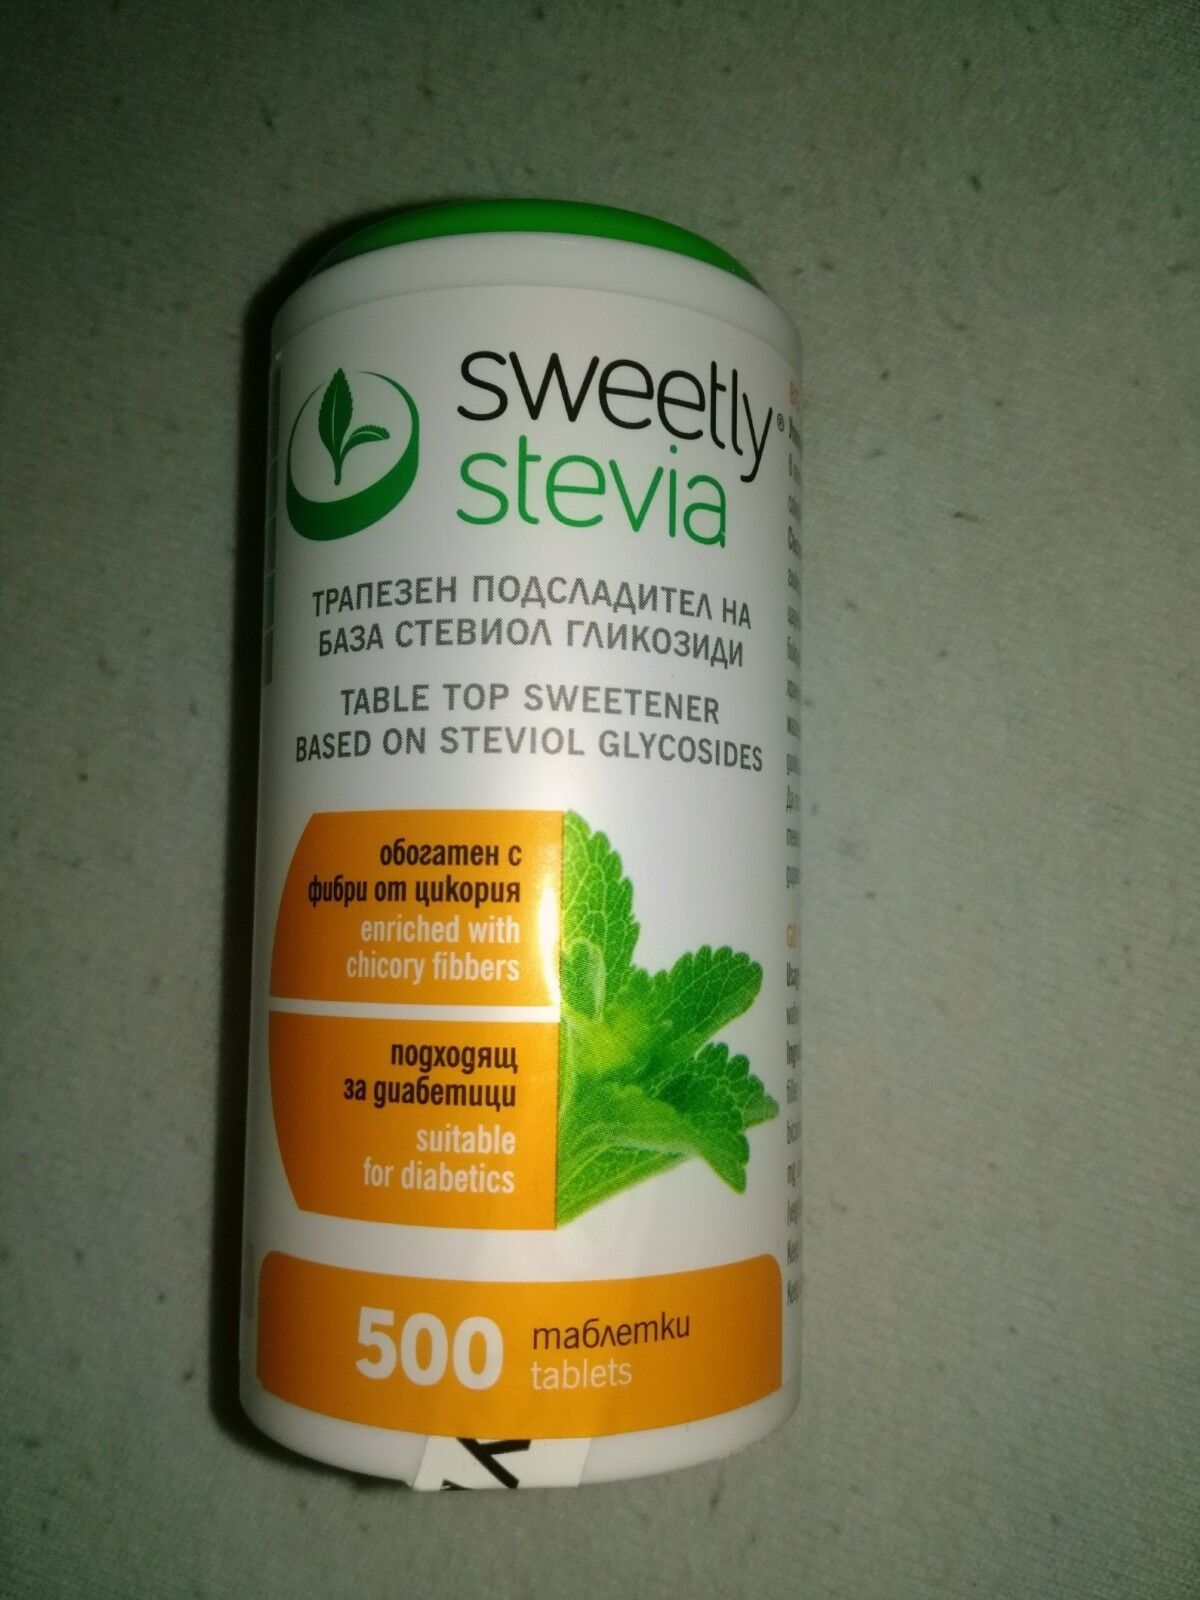 sweetly®
stevia
ТРАПЕЗЕН ПОДСЛАДИТЕЛ НА
БАЗА СТЕВИОЛ ГЛИКОЗИДИ
TABLE TOP SWEETENER
BASED ON STEVIOL GLYCOSIDES
обогатен с
фибри от цикория
enriched with
chicory fibbers
подходящ
за диабетици
suitable
for diabetics
500 таблетки
tablets